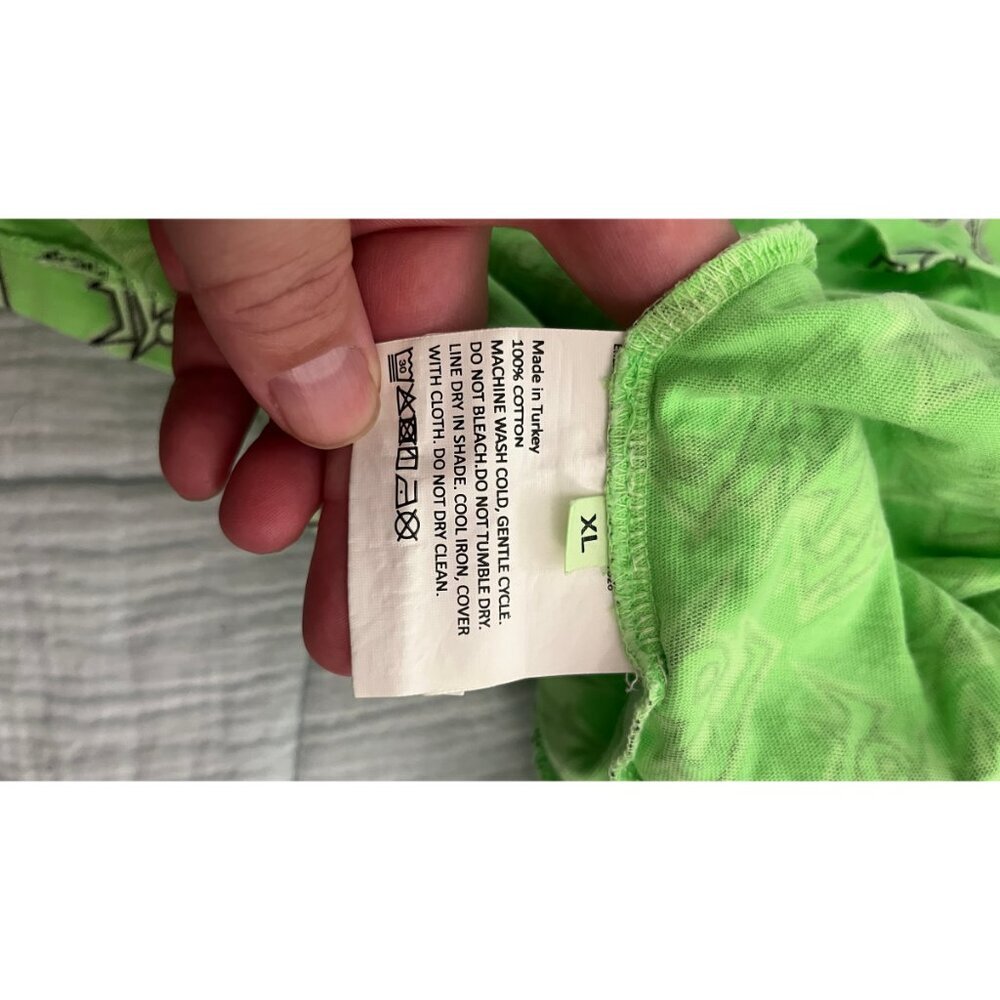 Made in Turkey
100% COTTON
MACHINE WASH COLD, GENTLE CYCLE.
DO NOT BLEACH.DO NOT TUMBLE DRY.
LINE DRY IN SHADE. COOL IRON, COVER
WITH CLOTH. DO NOT DRY CLEAN.
30
XL